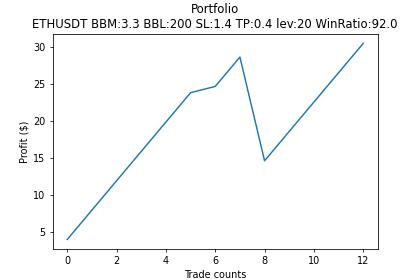 Portfolio
ETHUSDT BBM:3.3 BBL:200 SL:1.4 TP:0.4 lev:20 WinRatio:92.0
Profit ($)
30
25
20
15
10
5
0 2 4 6 8 10 12
Trade counts